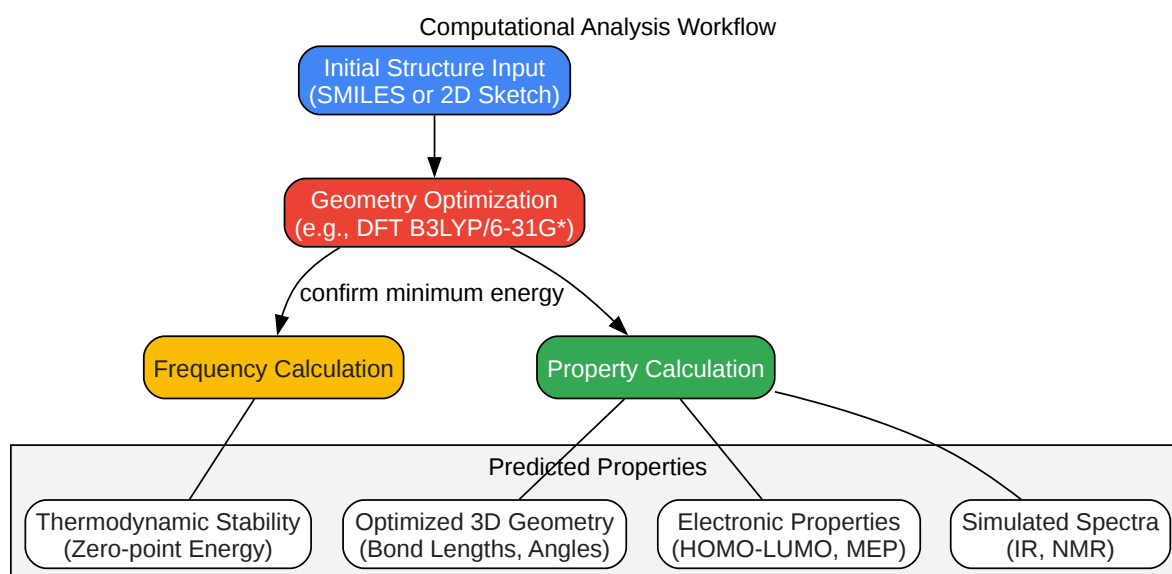 Computational Analysis Workflow
Initial Structure Input
(SMILES or 2D Sketch)
Geometry Optimization
(e.g., DFT B3LYP/6-31G*)
confirm minimum energy
Frequency Calculation
Property Calculation
Predicted Properties
Thermodynamic Stability
(Zero-point Energy)
Optimized 3D Geometry
(Bond Lengths, Angles)
Electronic Properties
(HOMO-LUMO, MEP)
Simulated Spectra
(IR, NMR)